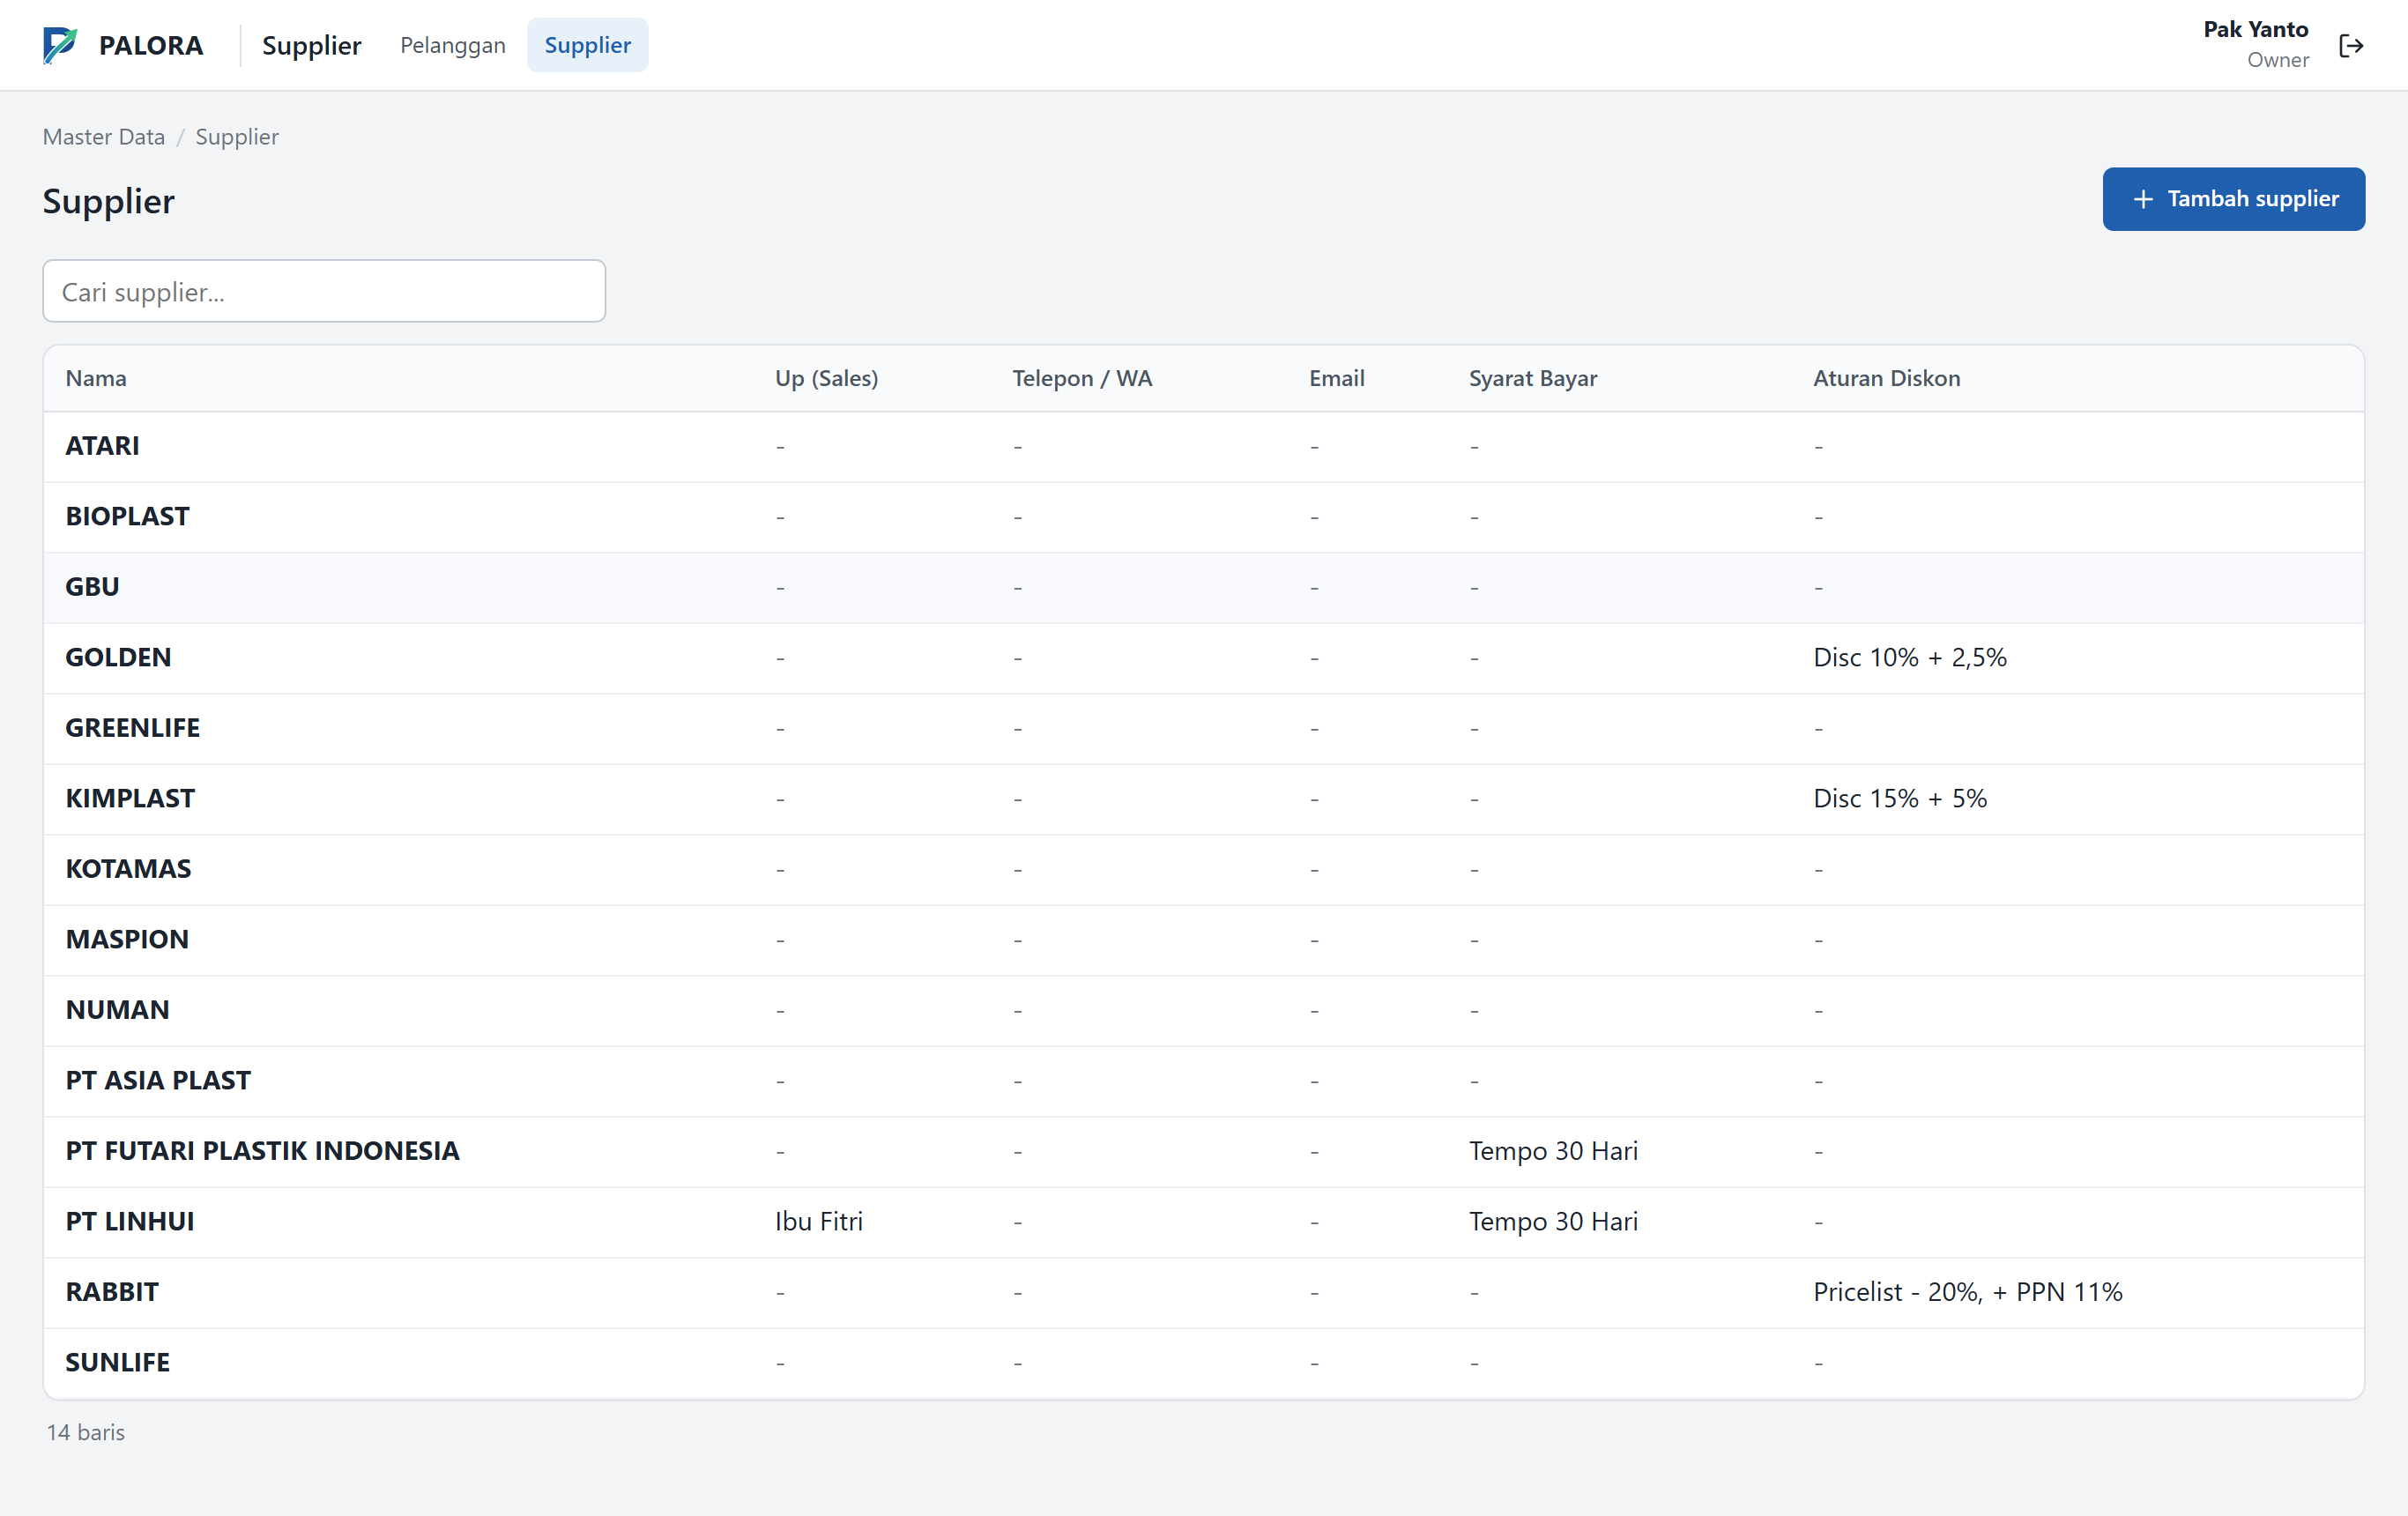 PALORA Supplier Pelanggan Supplier
Pak Yanto
Owner
Master Data / Supplier
Supplier
+ Tambah supplier
Cari supplier...
Nama Up (Sales) Telepon / WA Email Syarat Bayar Aturan Diskon
ATARI - - - - -
BIOPLAST - - - - -
GBU - - - - -
GOLDEN - - - - Disc 10% + 2,5%
GREENLIFE - - - - -
KIMPLAST - - - - Disc 15% + 5%
KOTAMAS - - - - -
MASPION - - - - -
NUMAN - - - - -
PT ASIA PLAST - - - - -
PT FUTARI PLASTIK INDONESIA - - - Tempo 30 Hari -
PT LINHUI Ibu Fitri - - Tempo 30 Hari -
RABBIT - - - - Pricelist - 20%, + PPN 11%
SUNLIFE - - - - -
14 baris